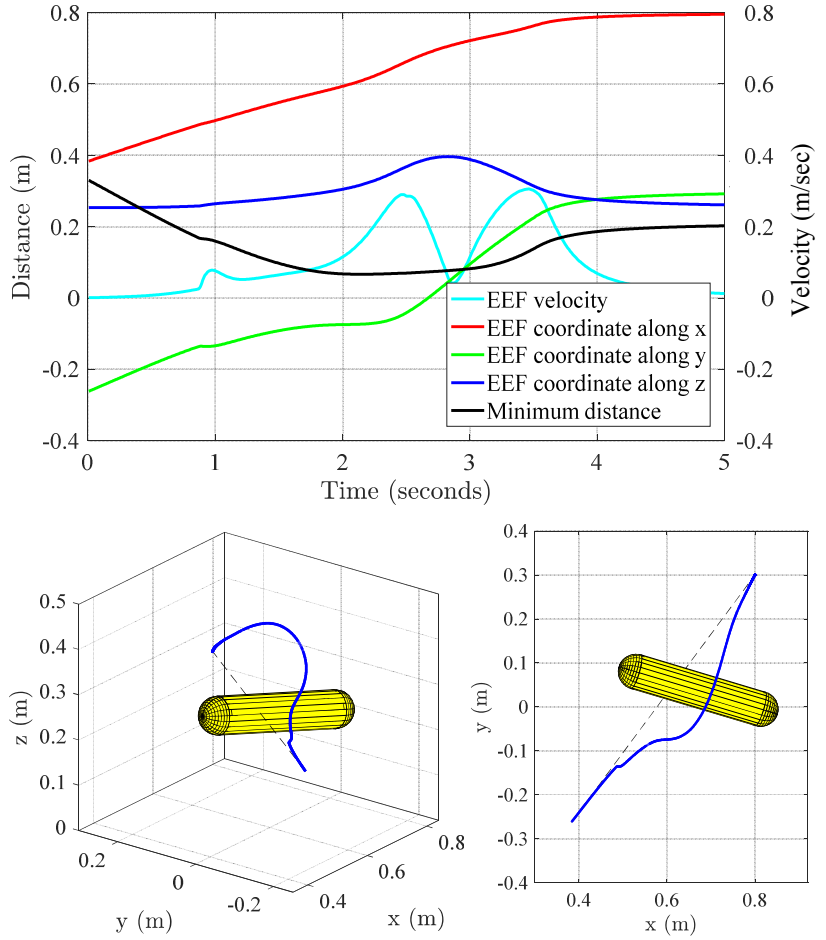 0.8
0.8
0.6
0.6
0.4
0.4
0.2
0.2
0
0
-0.2
-0.2
-0.4
-0.4
Distance (m)
Velocity (m/sec)
EEF velocity
EEF coordinate along x
EEF coordinate along y
EEF coordinate along z
Minimum distance
0 1 2 3 4 5
Time (seconds)
0.5
0.4
0.3
0.2
0.1
0
z (m)
0.2
0
-0.2
y (m)
0.4
0.6
0.8
x (m)
0.4
0.3
0.2
0.1
0
-0.1
-0.2
-0.3
-0.4
y (m)
0.4 0.6 0.8
x (m)